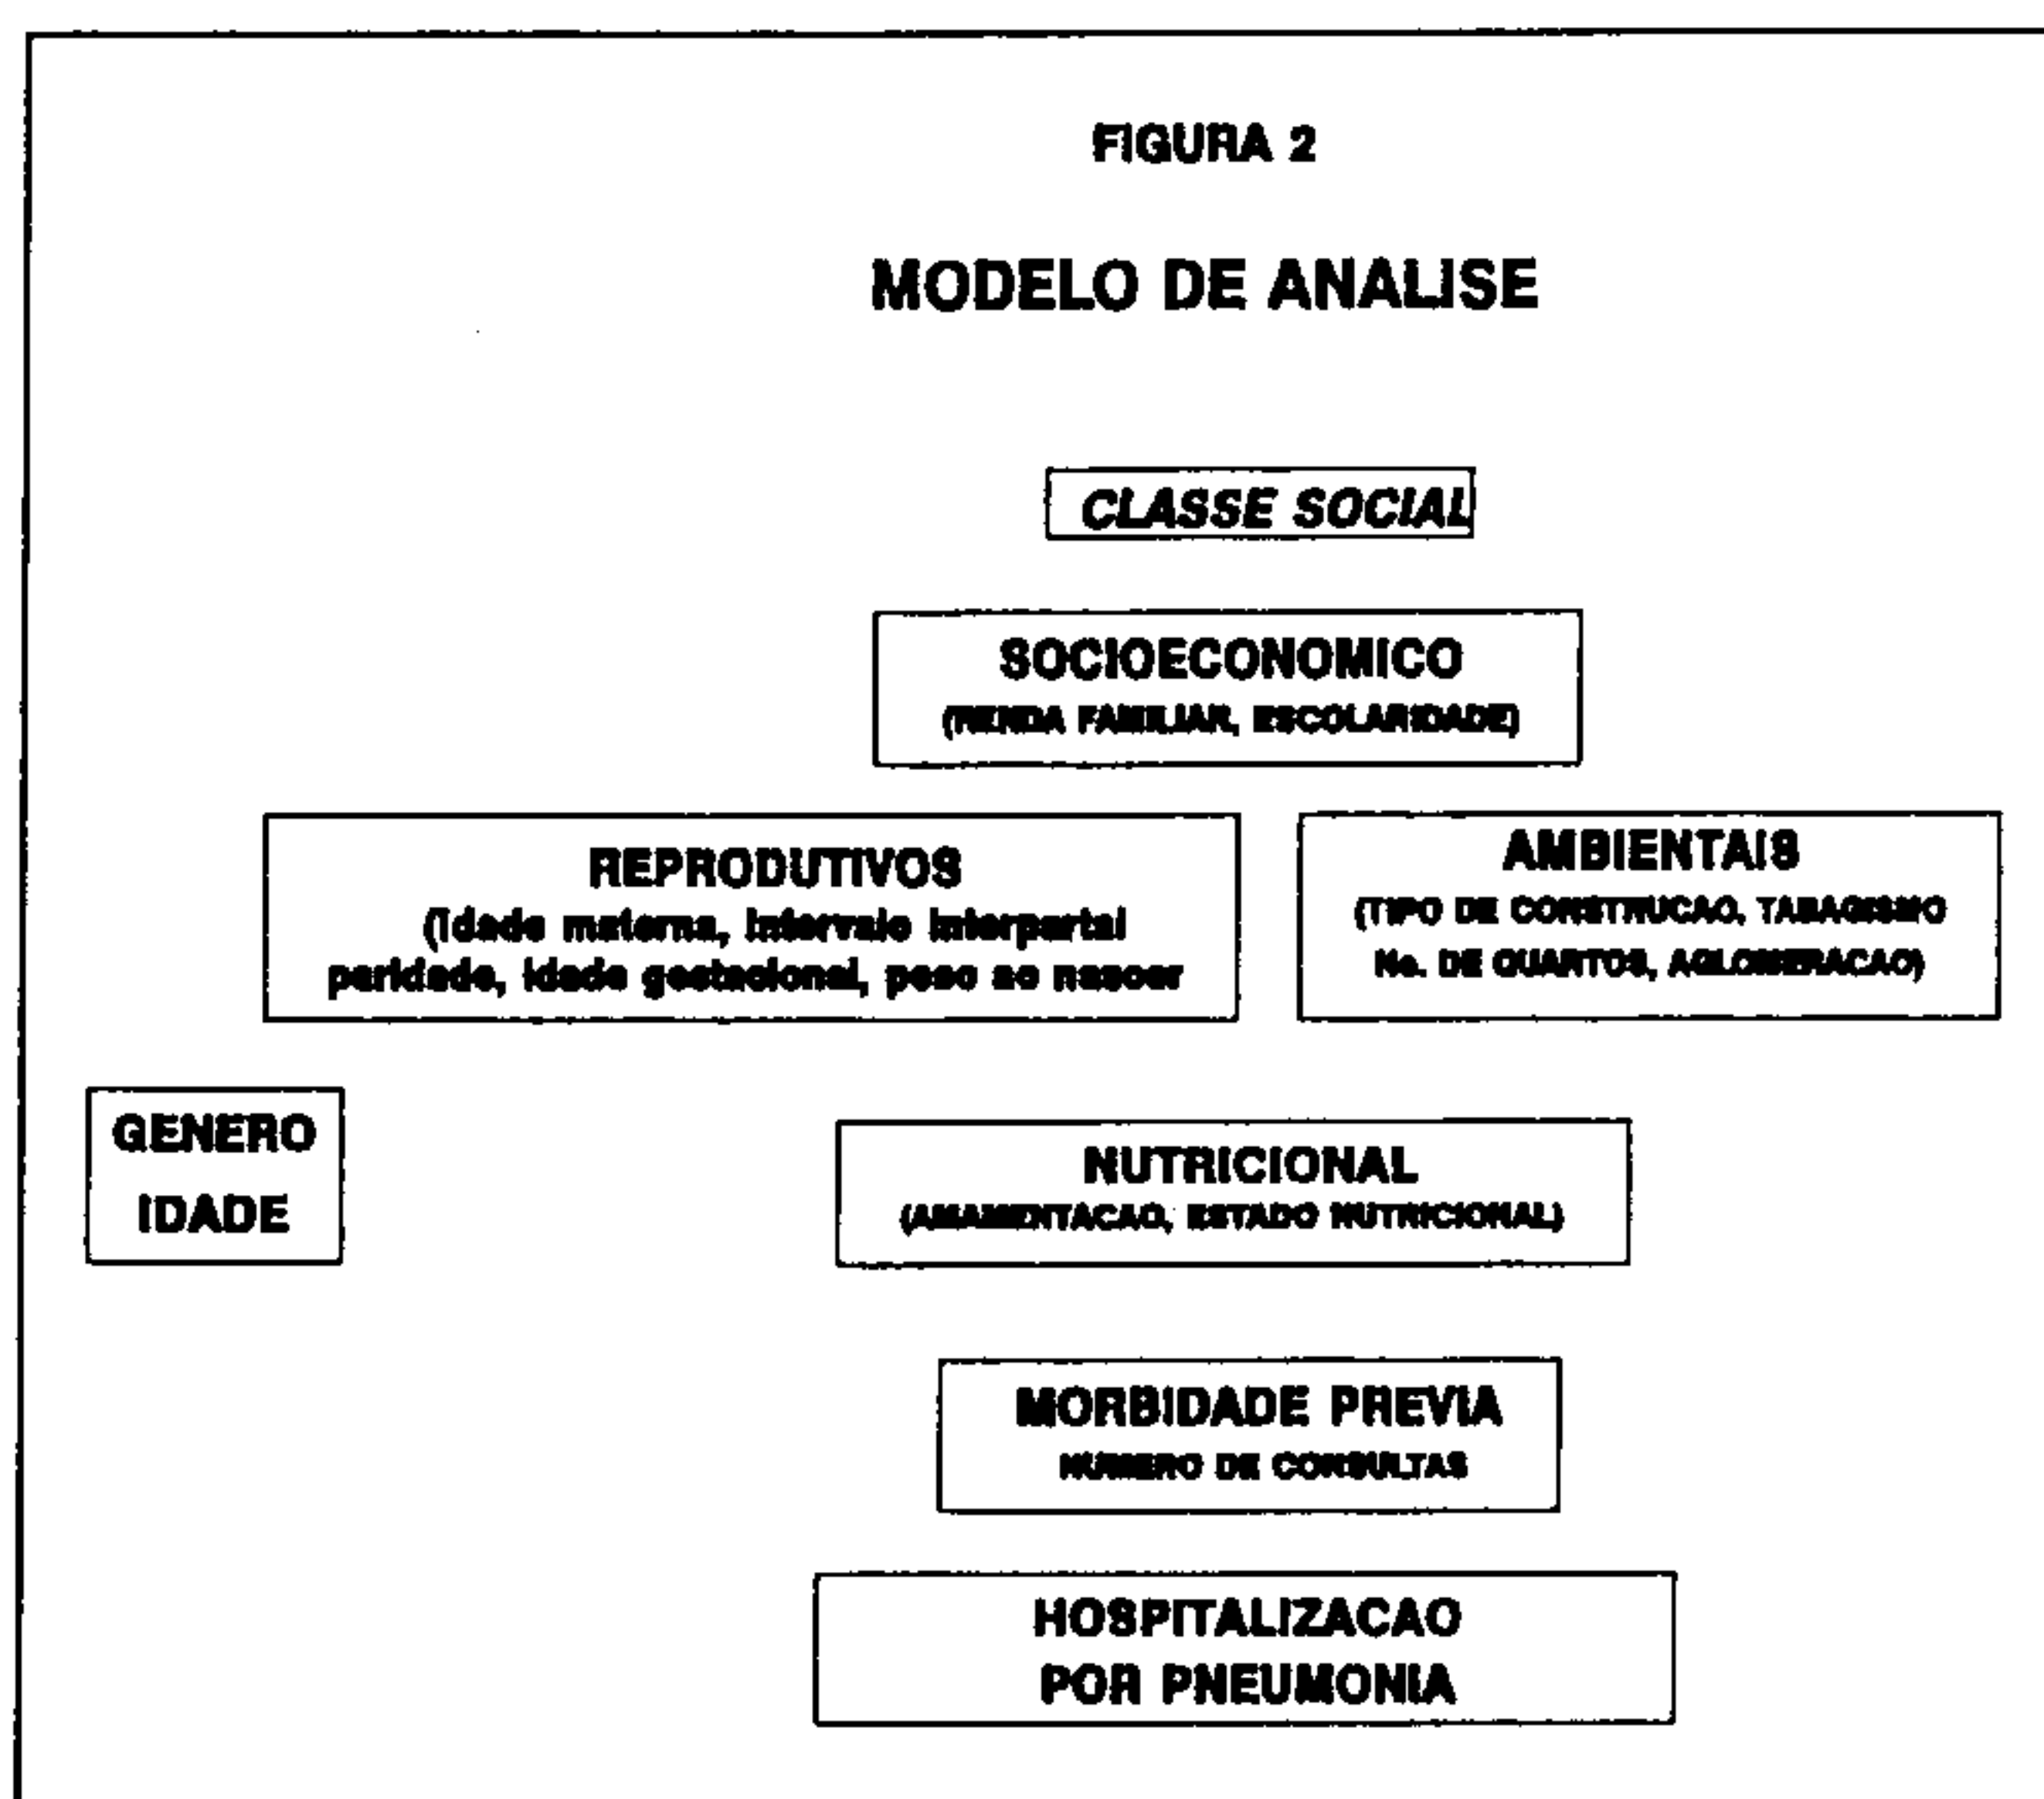 FIGURA 2
MODELO DE ANALISE
CLASSE SOCIAL
SOCIOECONOMICO
(RENDA FAMILIAR, ESCOLARIDADE)
REPRODUTIVOS
(Idade materna, intervalo interpartal
paridade, idade gestacional, peso ao nascer
AMBIENTAIS
(TIPO DE CONSTRUCAO, TABAGISMO
No. DE QUARTOS, AGLOMERACAO)
GENERO
IDADE
NUTRICIONAL
(AMAMENTACAO, ESTADO NUTRICIONAL)
MORBIDADE PREVIA
NUMERO DE CONSULTAS
HOSPITALIZACAO
POR PNEUMONIA